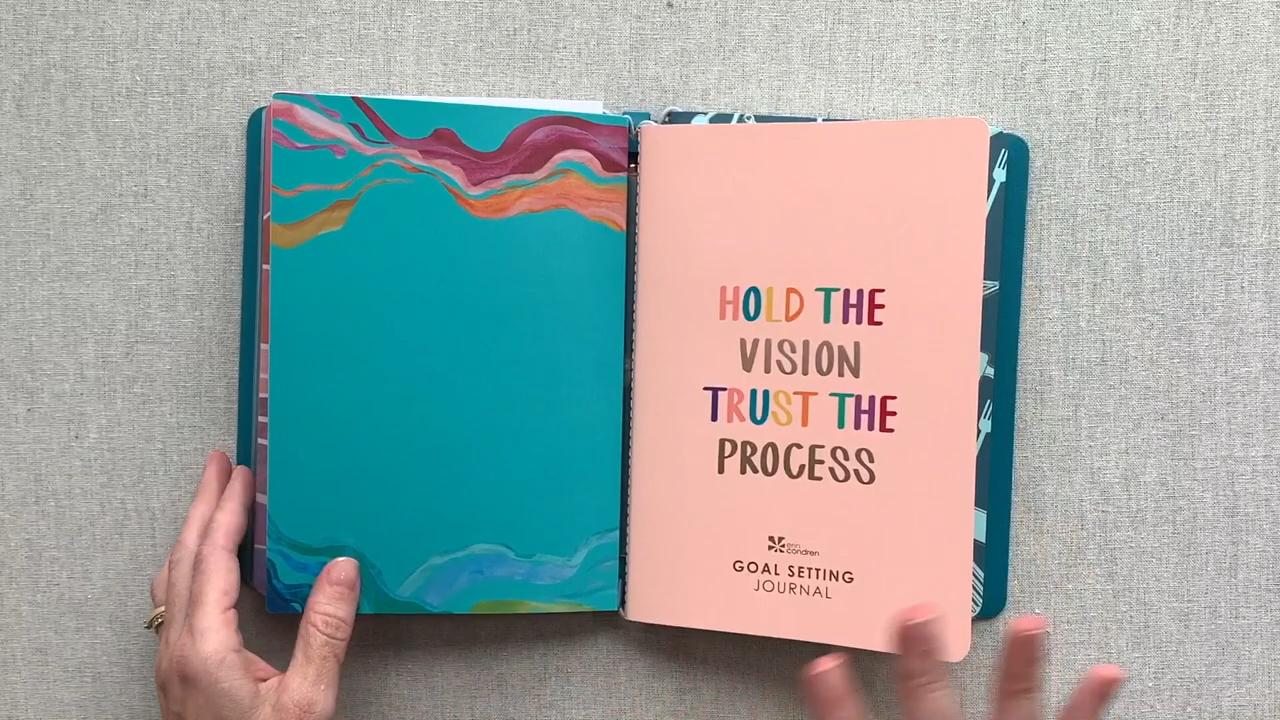 HOLD THE
VISION
TRUST THE
PROCESS
erin
condren
GOAL SETTING
JOURNAL